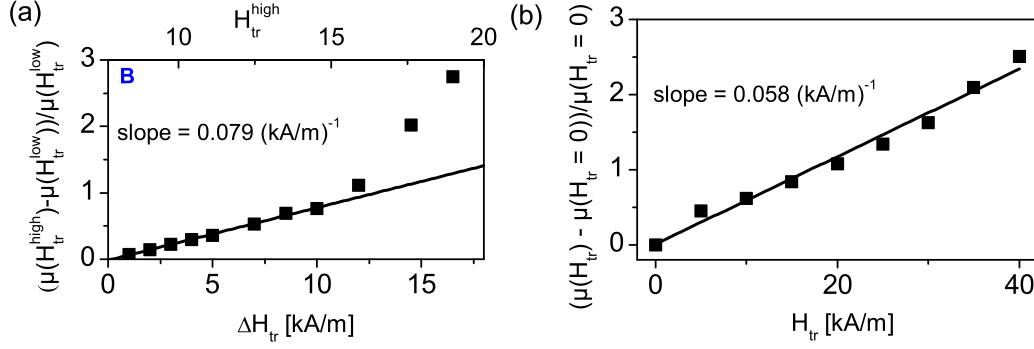 (a)
H_tr^high
10 15 20
(μ(H_tr^high)-μ(H_tr^low))/μ(H_tr^low)
3
2
1
0
B
slope = 0.079 (kA/m)^-1
0 5 10 15
ΔH_tr [kA/m]
(b)
(μ(H_tr) - μ(H_tr = 0))/μ(H_tr = 0)
3
2
1
0
slope = 0.058 (kA/m)^-1
0 20 40
H_tr [kA/m]